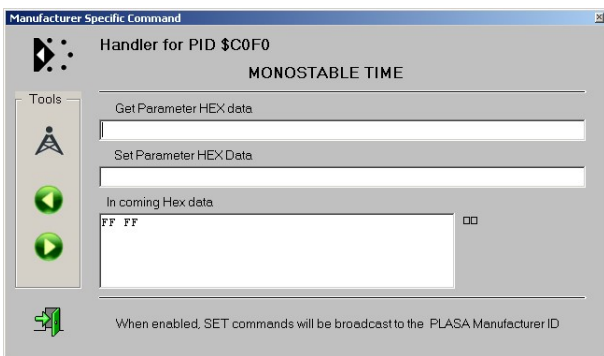 Manufacturer Specific Command
Handler for PID $C0F0
MONOSTABLE TIME
Tools
Get Parameter HEX data
Set Parameter HEX Data
In coming Hex data
FF FF
When enabled, SET commands will be broadcast to the PLASA Manufacturer ID